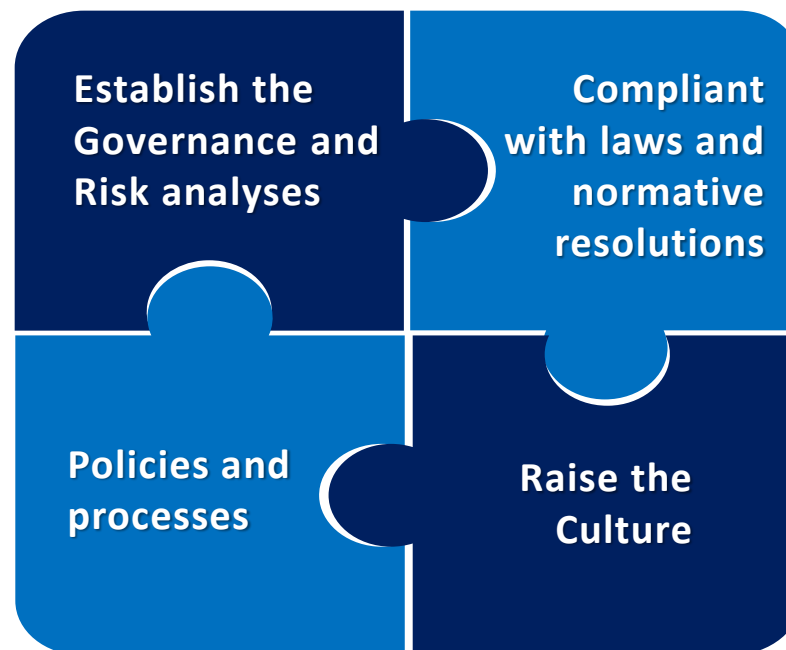 Establish the
Governance and
Risk analyses
Compliant
with laws and
normative
resolutions
Policies and
processes
Raise the
Culture